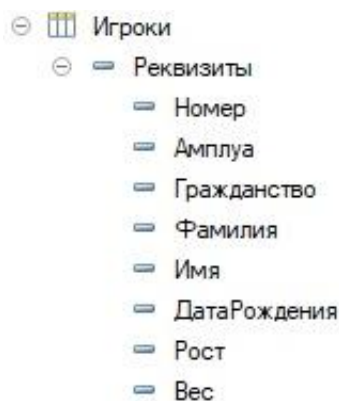 Игроки
Реквизиты
Номер
Амплуа
Гражданство
Фамилия
Имя
ДатаРождения
Рост
Вес